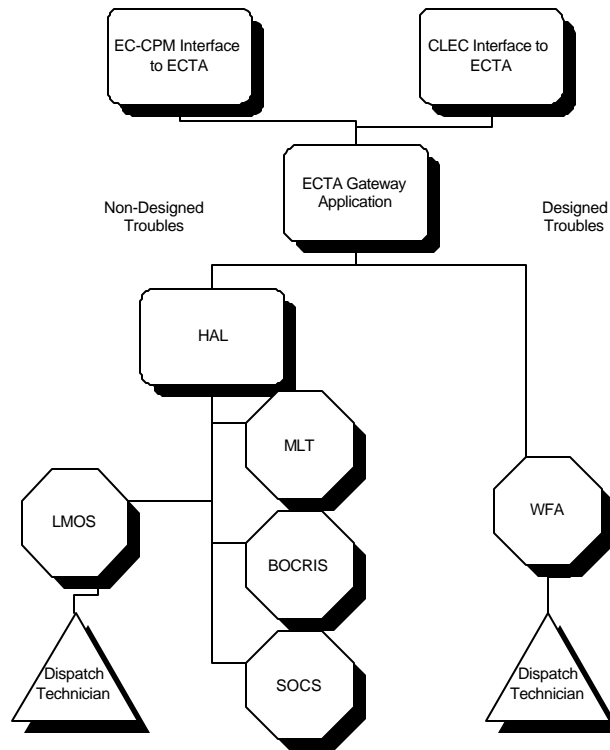 EC-CPM Interface
to ECTA
CLEC Interface to
ECTA
ECTA Gateway
Application
Non-Designed
Troubles
Designed
Troubles
HAL
MLT
LMOS
WFA
BOCRIS
SOCS
Dispatch
Technician
Dispatch
Technician